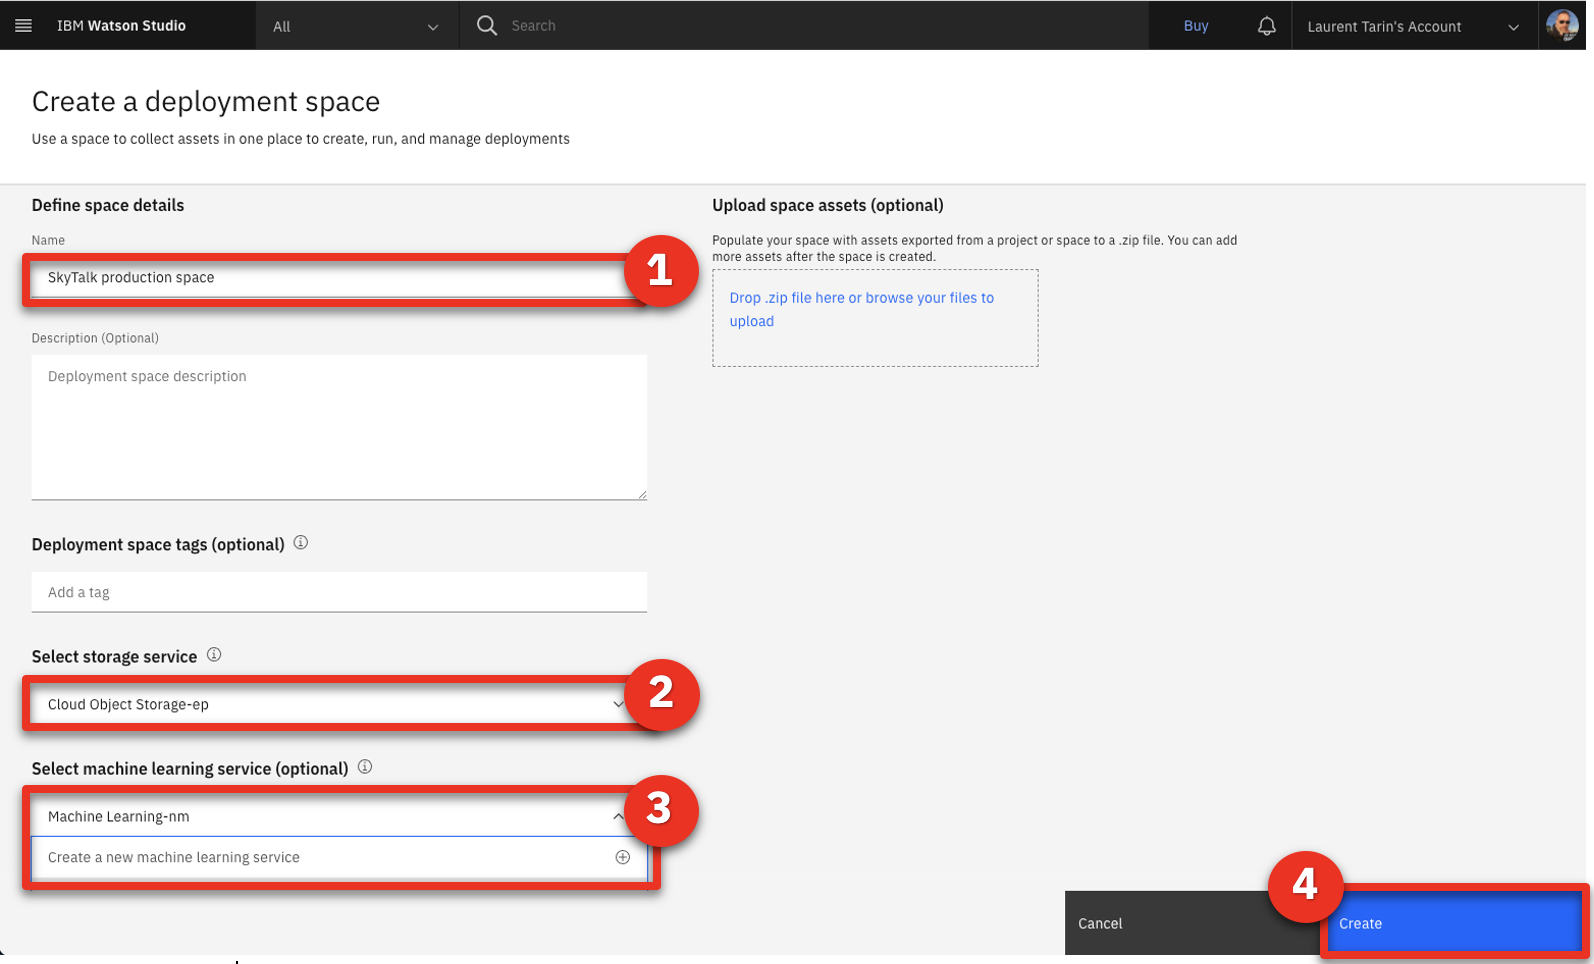 IBM Watson Studio
All
Search
Buy
Laurent Tarin's Account
Create a deployment space
Use a space to collect assets in one place to create, run, and manage deployments
Define space details
Name
SkyTalk production space
1
Description (Optional)
Deployment space description
Deployment space tags (optional)
Add a tag
Select storage service
Cloud Object Storage-ep
2
Select machine learning service (optional)
Machine Learning-nm
3
Create a new machine learning service
Upload space assets (optional)
Populate your space with assets exported from a project or space to a .zip file. You can add
more assets after the space is created.
Drop .zip file here or browse your files to
upload
Cancel
4
Create